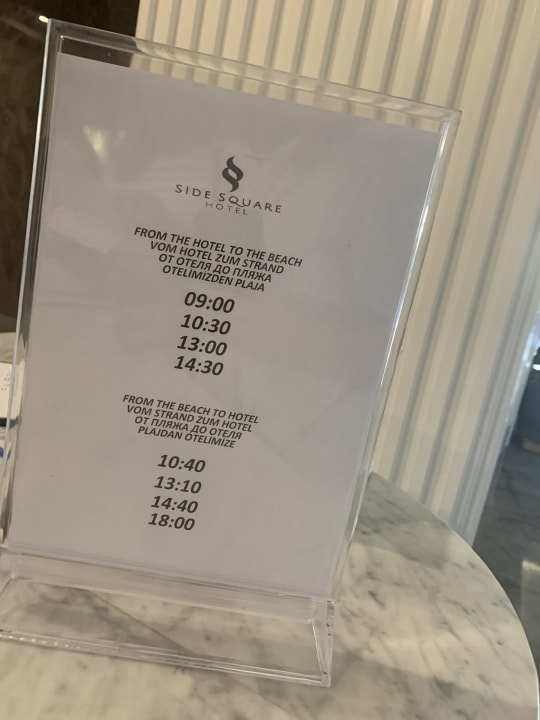 SIDE SQUARE
HOTEL
FROM THE HOTEL TO THE BEACH
VOM HOTEL ZUM STRAND
ОТ ОТЕЛЯ ДО ПЛЯЖА
OTELIMIZDEN PLAJA
09:00
10:30
13:00
14:30
FROM THE BEACH TO HOTEL
VOM STRAND ZUM HOTEL
ОТ ПЛЯЖА ДО ОТЕЛЯ
PLAJDAN OTELIMIZE
10:40
13:10
14:40
18:00